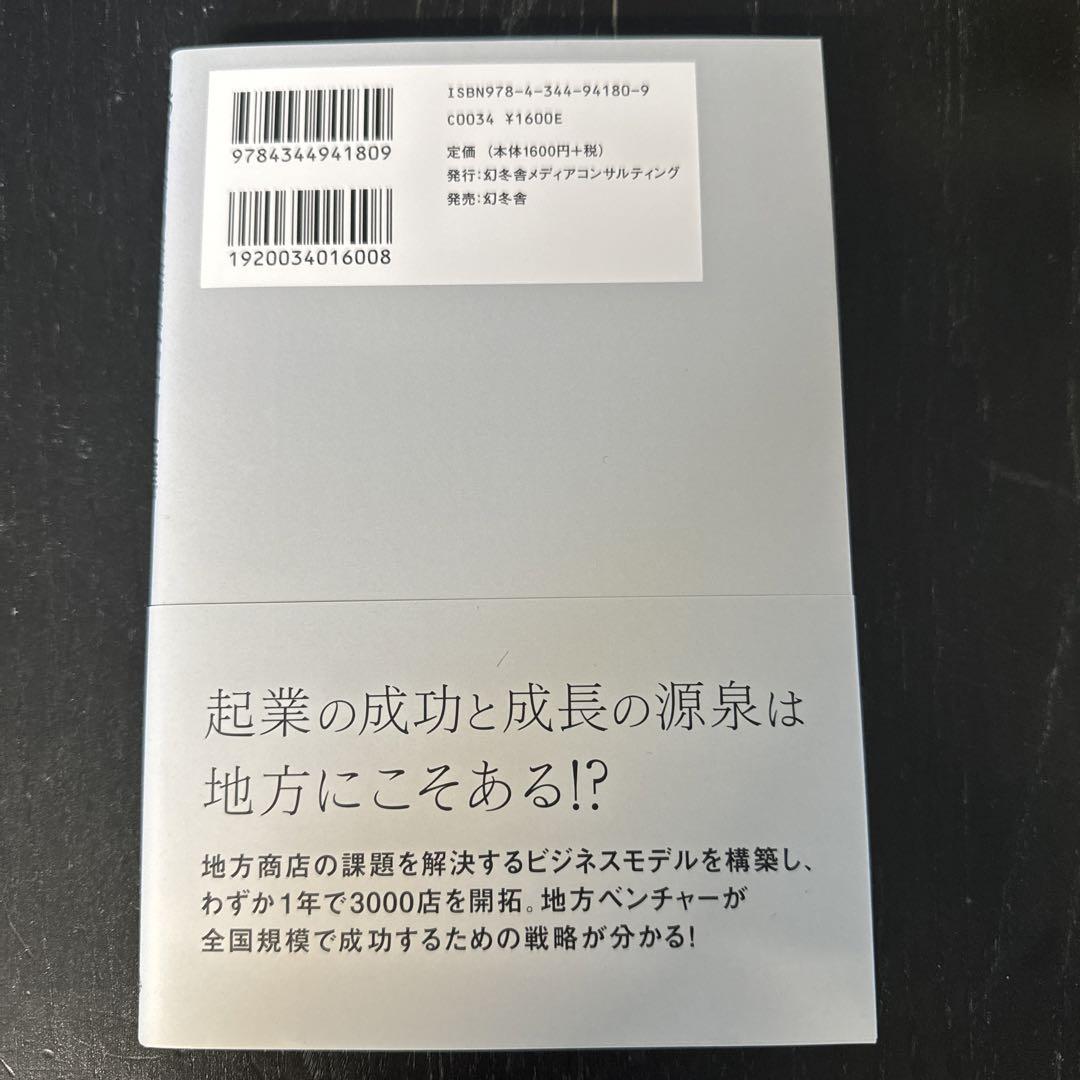 9784344941809
1920034016008
ISBN978-4-344-94180-9
C0034 ¥1600E
定価 (本体1600円+税)
発行:幻冬舎メディアコンサルティング
発売:幻冬舎
起業の成功と成長の源泉は
地方にこそある!?
地方商店の課題を解決するビジネスモデルを構築し、
わずか1年で3000店を開拓。地方ベンチャーが
全国規模で成功するための戦略が分かる!